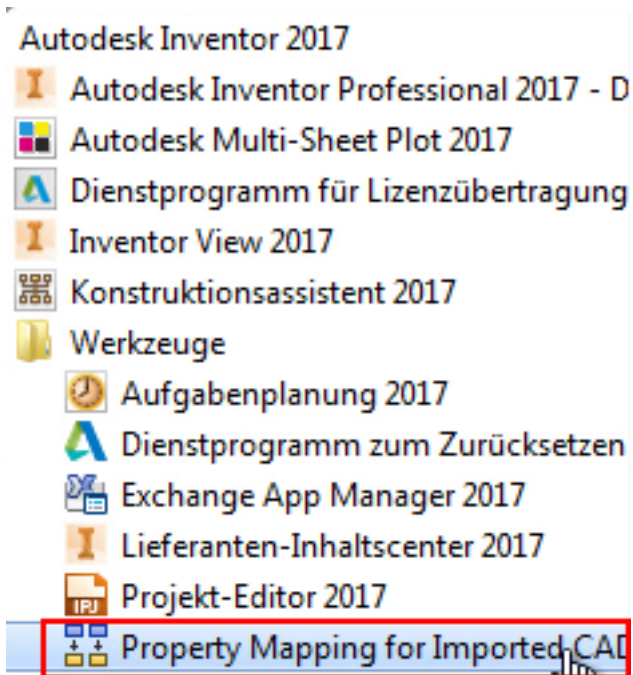 Autodesk Inventor 2017
Autodesk Inventor Professional 2017 - D
Autodesk Multi-Sheet Plot 2017
Dienstprogramm für Lizenzübertragung
Inventor View 2017
Konstruktionsassistent 2017
Werkzeuge
Aufgabenplanung 2017
Dienstprogramm zum Zurücksetzen
Exchange App Manager 2017
Lieferanten-Inhaltscenter 2017
IPJ Projekt-Editor 2017
Property Mapping for Imported CAD